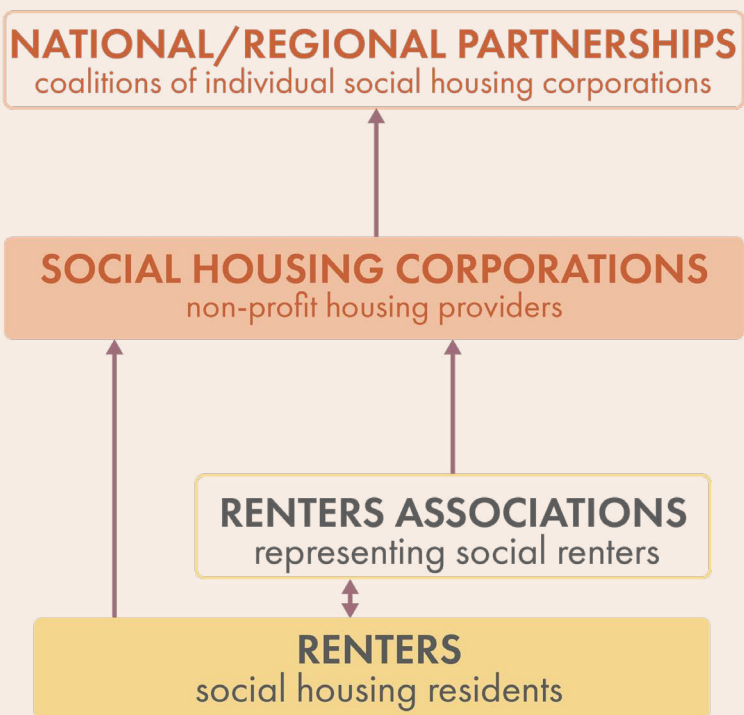 NATIONAL/REGIONAL PARTNERSHIPS
coalitions of individual social housing corporations
SOCIAL HOUSING CORPORATIONS
non-profit housing providers
RENTERS ASSOCIATIONS
representing social renters
RENTERS
social housing residents